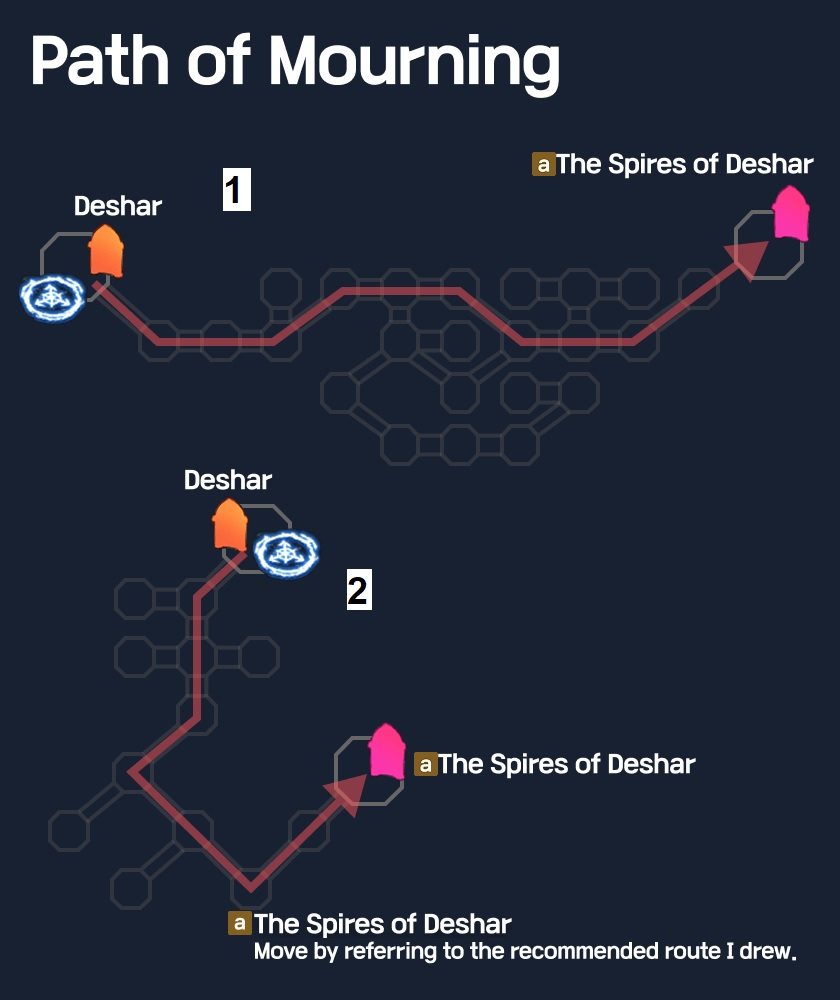 Path of Mourning
1
a The Spires of Deshar
Deshar
Deshar
2
a The Spires of Deshar
a The Spires of Deshar
Move by referring to the recommended route I drew.